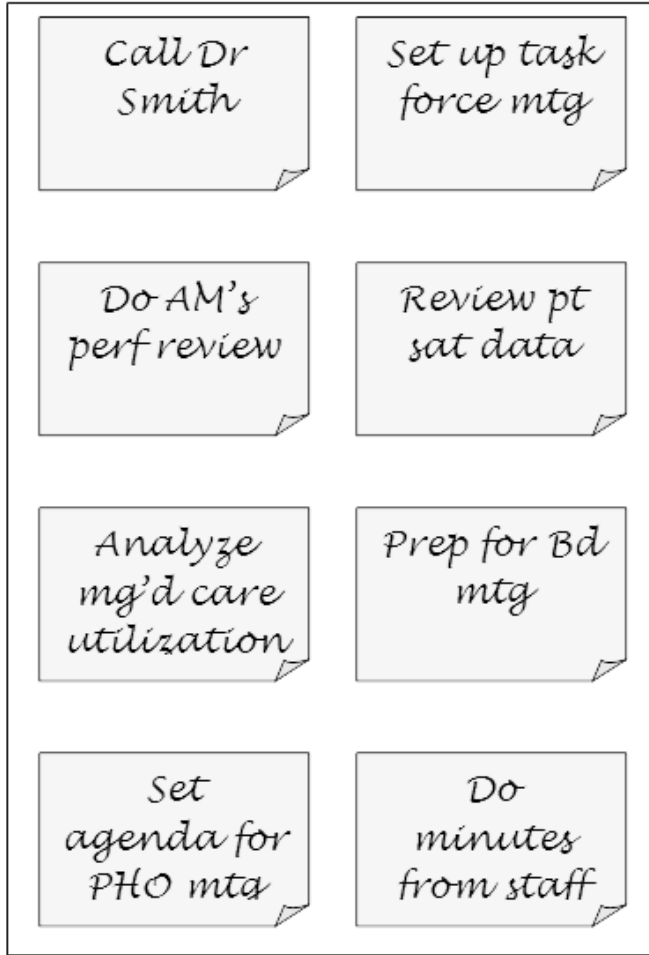 Call Dr
Smith
Set up task
force mtg
Do AM's
perf review
Review pt
sat data
Analyze
mg'd care
utilization
Prep for Bd
mtg
Set
agenda for
PHO mtg
Do
minutes
from staff